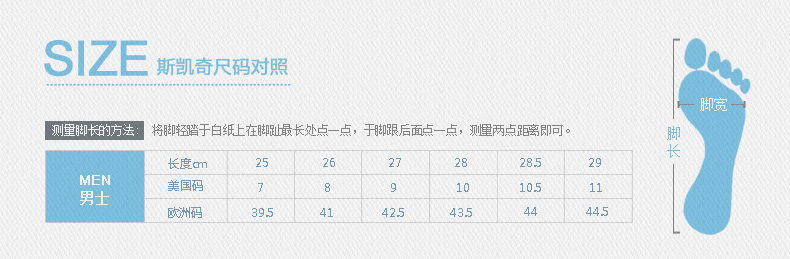 SIZE 斯凯奇尺码对照
测量脚长的方法: 将脚轻踏于白纸上在脚趾最长处点一点，于脚跟后面点一点，测量两点距离即可。
MEN
男士
长度cm 25 26 27 28 28.5 29
美国码 7 8 9 10 10.5 11
欧洲码 39.5 41 42.5 43.5 44 44.5
脚宽
脚长